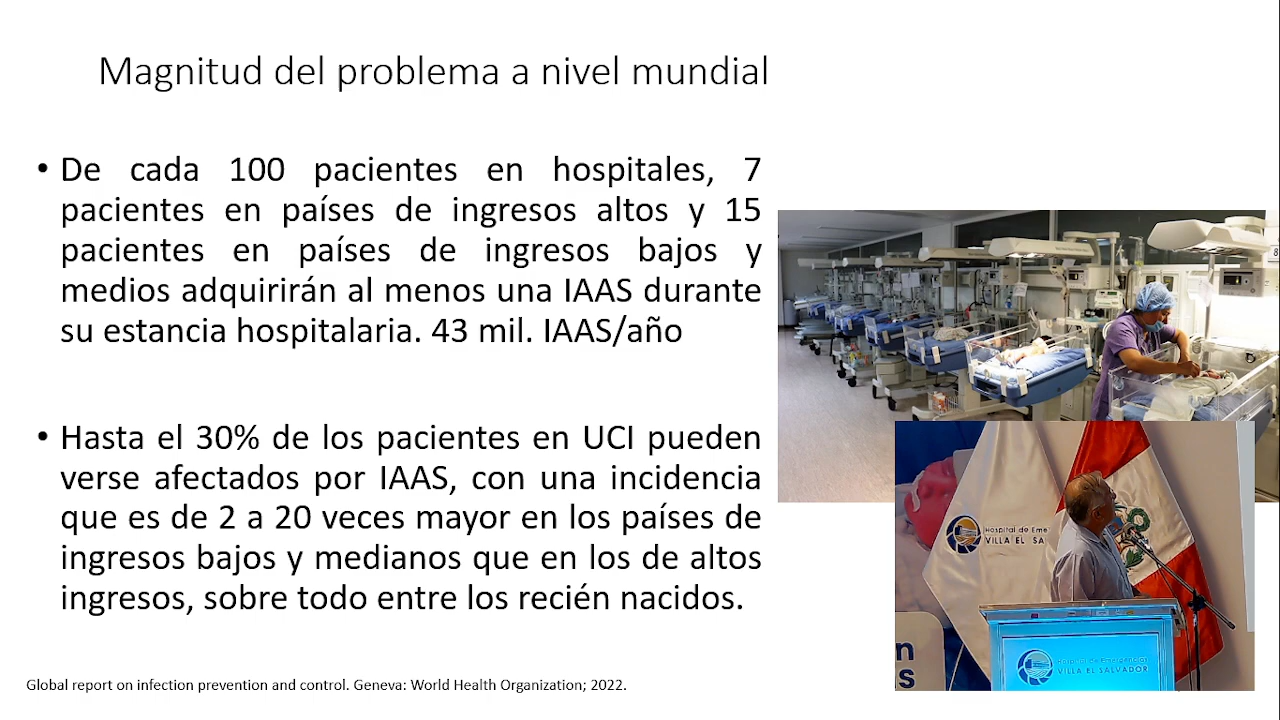 Magnitud del problema a nivel mundial
• De cada 100 pacientes en hospitales, 7
pacientes en países de ingresos altos y 15
pacientes en países de ingresos bajos y
medios adquirirán al menos una IAAS durante
su estancia hospitalaria. 43 mil. IAAS/año
• Hasta el 30% de los pacientes en UCI pueden
verse afectados por IAAS, con una incidencia
que es de 2 a 20 veces mayor en los países de
ingresos bajos y medianos que en los de altos
ingresos, sobre todo entre los recién nacidos.
Global report on infection prevention and control. Geneva: World Health Organization; 2022.
8
Hospital de Eme
VILLA EL SA
n
s
VILLA EL SALVADOR